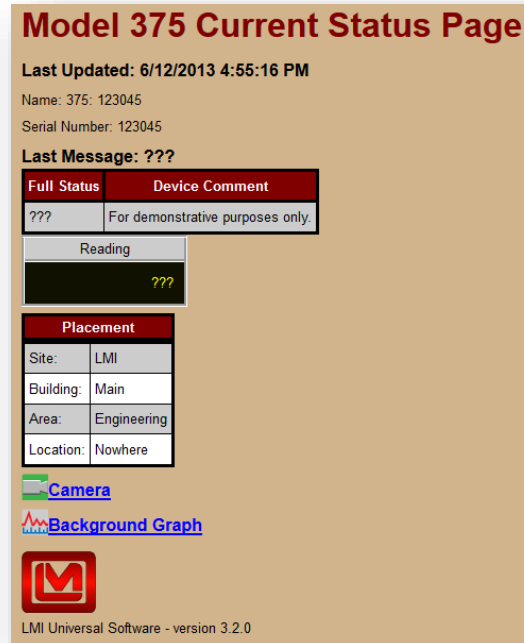 Model 375 Current Status Page
Last Updated: 6/12/2013 4:55:16 PM
Name: 375: 123045
Serial Number: 123045
Last Message: ???
Full Status Device Comment
??? For demonstrative purposes only.
Reading
???
Placement
Site: LMI
Building: Main
Area: Engineering
Location: Nowhere
Camera
Background Graph
LMI Universal Software - version 3.2.0